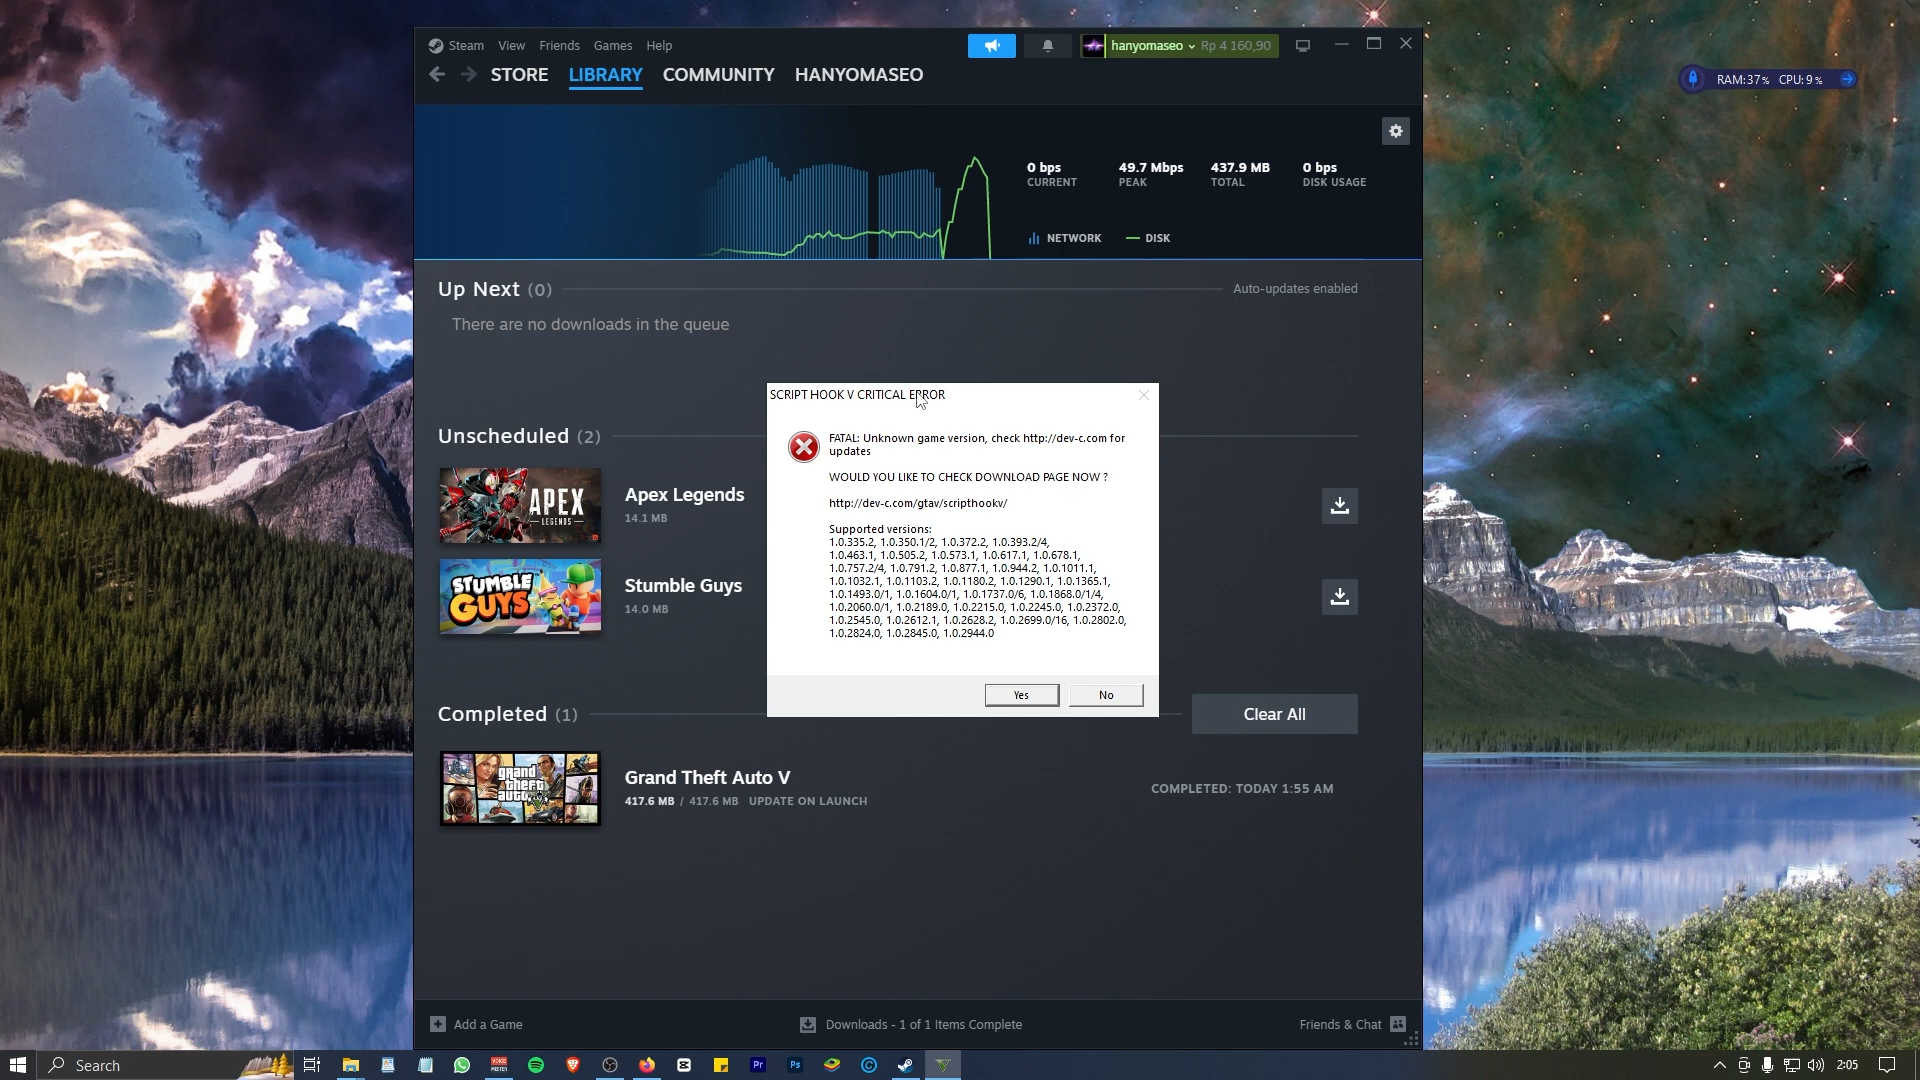 Steam View Friends Games Help
hanyomaseo Rp 4 160,90
STORE LIBRARY COMMUNITY HANYOMASEO
RAM:37% CPU: 9%
0 bps 49.7 Mbps 437.9 MB 0 bps
CURRENT PEAK TOTAL DISK USAGE
NETWORK DISK
Up Next (0)
Auto-updates enabled
There are no downloads in the queue
Unscheduled (2)
APEX
LEGENDS
Apex Legends
14.1 MB
STUMBLE
GUYS
Stumble Guys
14.0 MB
SCRIPT HOOK V CRITICAL ERROR
FATAL: Unknown game version, check http://dev-c.com for
updates
WOULD YOU LIKE TO CHECK DOWNLOAD PAGE NOW ?
http://dev-c.com/gtav/scripthookv/
Supported versions:
1.0.335.2, 1.0.350.1/2, 1.0.372.2, 1.0.393.2/4,
1.0.463.1, 1.0.505.2, 1.0.573.1, 1.0.617.1, 1.0.678.1,
1.0.757.2/4, 1.0.791.2, 1.0.877.1, 1.0.944.2, 1.0.1011.1,
1.0.1032.1, 1.0.1103.2, 1.0.1180.2, 1.0.1290.1, 1.0.1365.1,
1.0.1493.0/1, 1.0.1604.0/1, 1.0.1737.0/6, 1.0.1868.0/1/4,
1.0.2060.0/1, 1.0.2189.0, 1.0.2215.0, 1.0.2245.0, 1.0.2372.0,
1.0.2545.0, 1.0.2612.1, 1.0.2628.2, 1.0.2699.0/16, 1.0.2802.0,
1.0.2824.0, 1.0.2845.0, 1.0.2944.0
Yes No
Completed (1)
Clear All
grand
theft
auto
Grand Theft Auto V
417.6 MB / 417.6 MB UPDATE ON LAUNCH
COMPLETED: TODAY 1:55 AM
Add a Game
Downloads - 1 of 1 Items Complete
Friends & Chat
Search
VOICE
MEETER
Pr
Ps
2:05